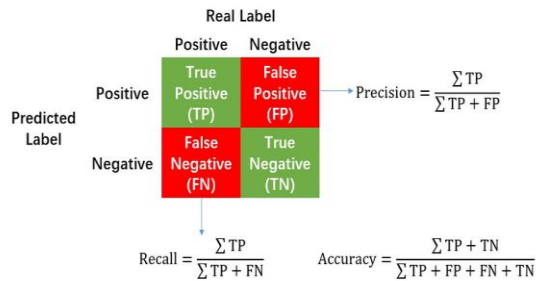 Real Label
Positive Negative
Predicted Label
Positive
True Positive (TP)
False Positive (FP)
Precision = ∑ TP / ∑ TP + FP
Negative
False Negative (FN)
True Negative (TN)
Recall = ∑ TP / ∑ TP + FN
Accuracy = ∑ TP + TN / ∑ TP + FP + FN + TN